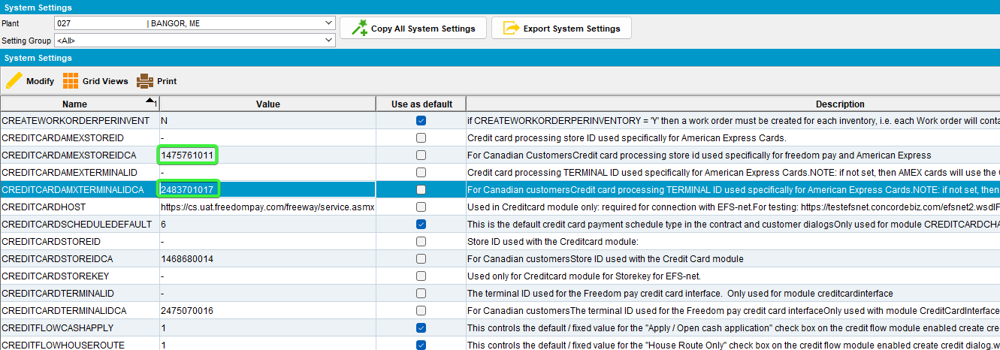 System Settings
Plant 027 | BANGOR, ME
Copy All System Settings Export System Settings
Setting Group <All>
System Settings
Modify Grid Views Print
Name 1 Value Use as default Description
CREATEWORKORDERPERINVENT N if CREATEWORKORDERPERINVENTORY = 'Y' then a work order must be created for each inventory, i.e. each Work order will conta
CREDITCARDAMEXSTOREID - Credit card processing store ID used specifically for American Express Cards.
CREDITCARDAMEXSTOREIDCA 1475761011 For Canadian CustomersCredit card processing store id used specifically for freedom pay and American Express
CREDITCARDAMEXTERMINALID - Credit card processing TERMINAL ID used specifically for American Express Cards.NOTE: if not set, then AMEX cards will use the C
CREDITCARDAMXTERMINALIDCA 2483701017 For Canadian customersCredit card processing TERMINAL ID used specifically for American Express Cards.NOTE: if not set, then
CREDITCARDHOST https://cs.uat.freedompay.com/freeway/service.asmx Used in Creditcard module only: required for connection with EFS-net.For testing: https://testefsnet.concordebiz.com/efsnet2.wsdlF
CREDITCARDSCHEDULEDEFAULT 6 This is the default credit card payment schedule type in the contract and customer dialogsOnly used for module CREDITCARDCHA
CREDITCARDSTOREID - Store ID used with the Creditcard module:
CREDITCARDSTOREIDCA 1468680014 For Canadian customersStore ID used with the Credit Card module
CREDITCARDSTOREKEY - Used only for Creditcard module for Storekey for EFS-net.
CREDITCARDTERMINALID - The terminal ID used for the Freedom pay credit card interface. Only used for module creditcardinterface
CREDITCARDTERMINALIDCA 2475070016 For Canadian customersThe terminal ID used for the Freedom pay credit card interfaceOnly used with module CreditCardInterface
CREDITFLOWCASHAPPLY 1 This controls the default / fixed value for the "Apply / Open cash application" check box on the credit flow module enabled create cre
CREDITFLOWHOUSEROUTE 1 This controls the default / fixed value for the "House Route Only" check box on the credit flow module enabled create credit dialog.w